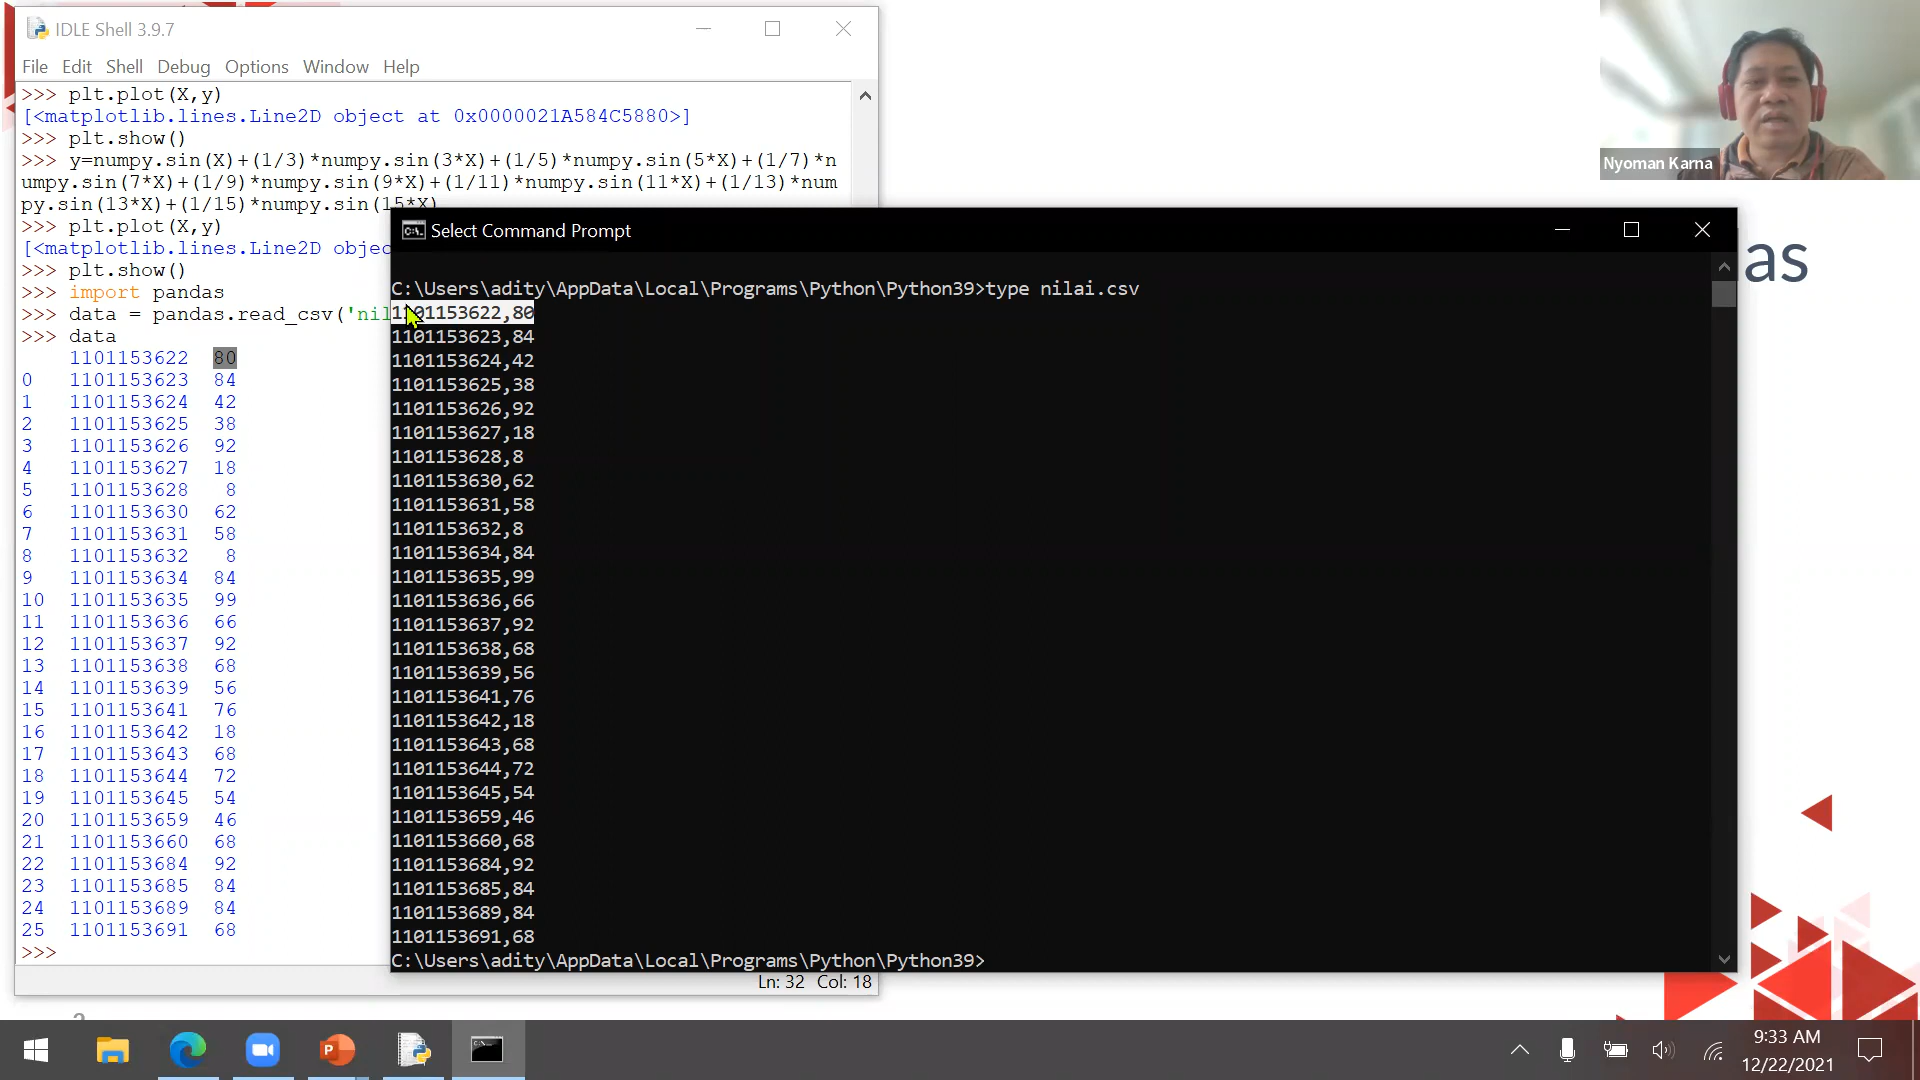 IDLE Shell 3.9.7
File Edit Shell Debug Options Window Help
>>> plt.plot(X,y)
[<matplotlib.lines.Line2D object at 0x0000021A584C5880>]
>>> plt.show()
>>> y=numpy.sin(X)+(1/3)*numpy.sin(3*X)+(1/5)*numpy.sin(5*X)+(1/7)*n
umpy.sin(7*X)+(1/9)*numpy.sin(9*X)+(1/11)*numpy.sin(11*X)+(1/13)*num
py.sin(13*X)+(1/15)*numpy.sin(15*X)
>>> plt.plot(X,y)
[<matplotlib.lines.Line2D objec
>>> plt.show()
>>> import pandas
>>> data = pandas.read_csv('nil
>>> data
1101153622 80
0 1101153623 84
1 1101153624 42
2 1101153625 38
3 1101153626 92
4 1101153627 18
5 1101153628 8
6 1101153630 62
7 1101153631 58
8 1101153632 8
9 1101153634 84
10 1101153635 99
11 1101153636 66
12 1101153637 92
13 1101153638 68
14 1101153639 56
15 1101153641 76
16 1101153642 18
17 1101153643 68
18 1101153644 72
19 1101153645 54
20 1101153659 46
21 1101153660 68
22 1101153684 92
23 1101153685 84
24 1101153689 84
25 1101153691 68
>>>
Ln: 32 Col: 18
Select Command Prompt
C:\Users\adity\AppData\Local\Programs\Python\Python39>type nilai.csv
1101153622,80
1101153623,84
1101153624,42
1101153625,38
1101153626,92
1101153627,18
1101153628,8
1101153630,62
1101153631,58
1101153632,8
1101153634,84
1101153635,99
1101153636,66
1101153637,92
1101153638,68
1101153639,56
1101153641,76
1101153642,18
1101153643,68
1101153644,72
1101153645,54
1101153659,46
1101153660,68
1101153684,92
1101153685,84
1101153689,84
1101153691,68
C:\Users\adity\AppData\Local\Programs\Python\Python39>
Nyoman Karna
as
9:33 AM
12/22/2021